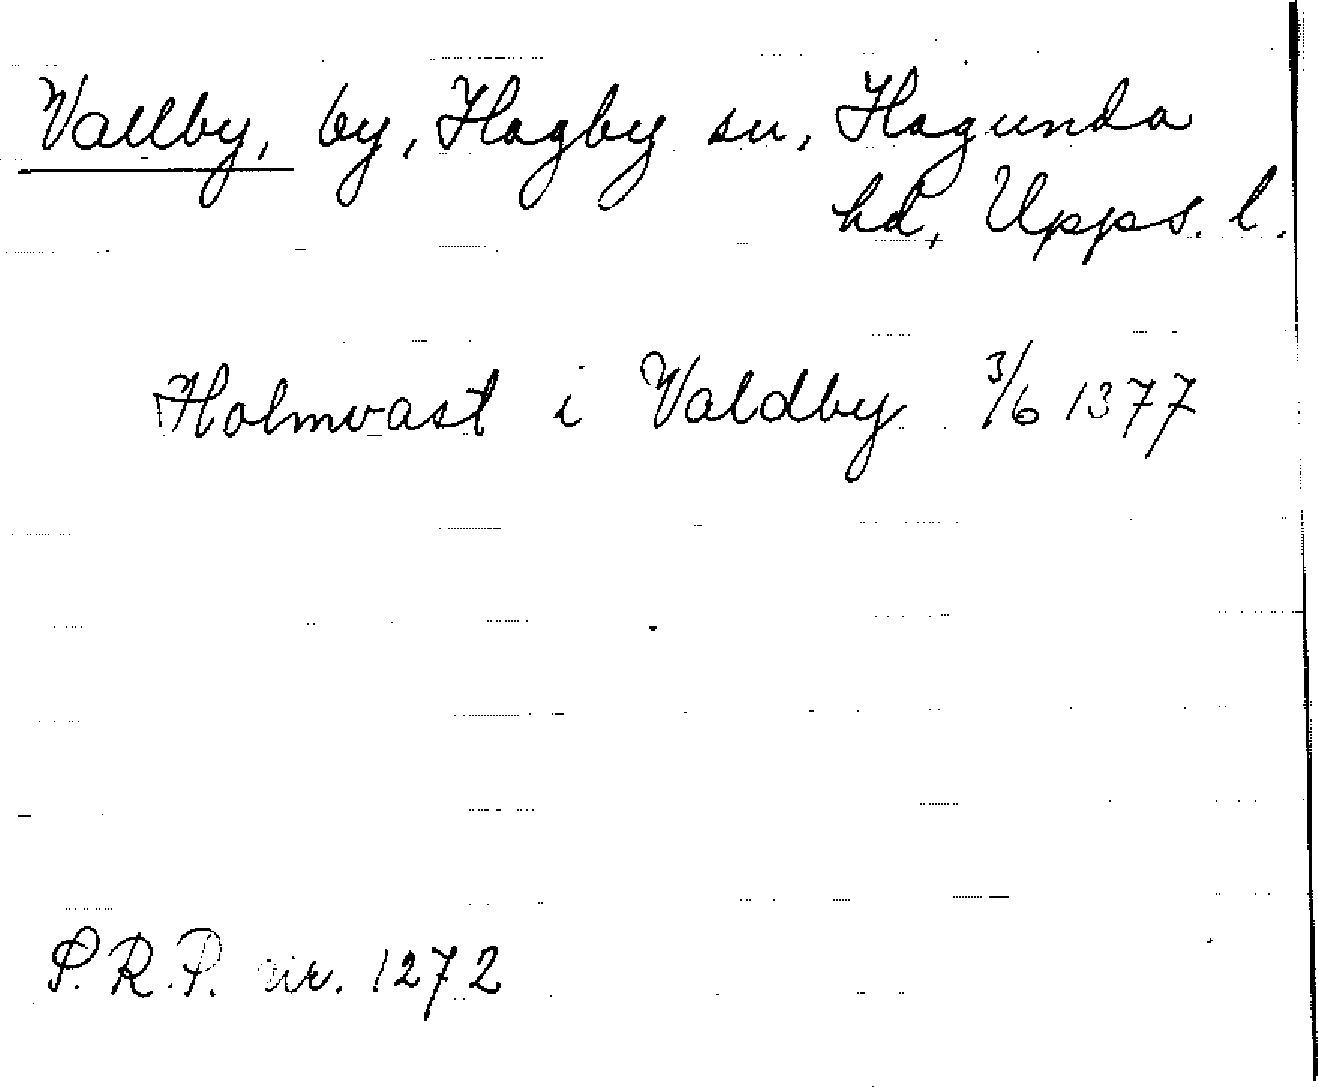 Vallby, by, Hagby sn, Hagunda
hd, Upps. l.
Holmvast i Valdby 3/6 1377
S.R.P. nr. 1272